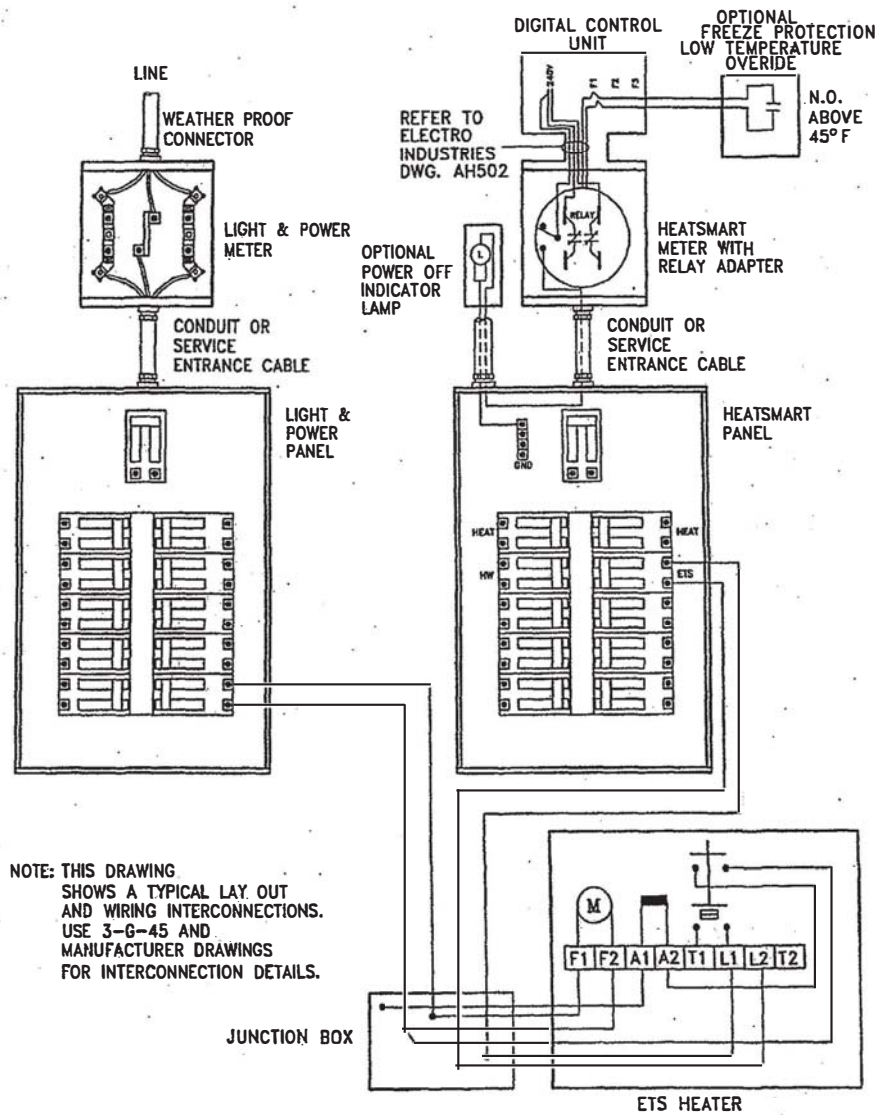 LINE
WEATHER PROOF
CONNECTOR
LIGHT & POWER
METER
CONDUIT OR
SERVICE
ENTRANCE CABLE
LIGHT &
POWER
PANEL
DIGITAL CONTROL
UNIT
240V
F1
F2
F3
OPTIONAL
FREEZE PROTECTION
LOW TEMPERATURE
OVERIDE
N.O.
ABOVE
45° F
REFER TO
ELECTRO
INDUSTRIES
DWG. AH502
RELAY
HEATSMART
METER WITH
RELAY ADAPTER
OPTIONAL
POWER OFF
INDICATOR
LAMP
L
CONDUIT OR
SERVICE
ENTRANCE CABLE
HEATSMART
PANEL
GND
HEAT
HEAT
HW
ETS
NOTE: THIS DRAWING
SHOWS A TYPICAL LAY OUT
AND WIRING INTERCONNECTIONS.
USE 3-G-45 AND
MANUFACTURER DRAWINGS
FOR INTERCONNECTION DETAILS.
M
F1 F2 A1 A2 T1 L1 L2 T2
JUNCTION BOX
ETS HEATER